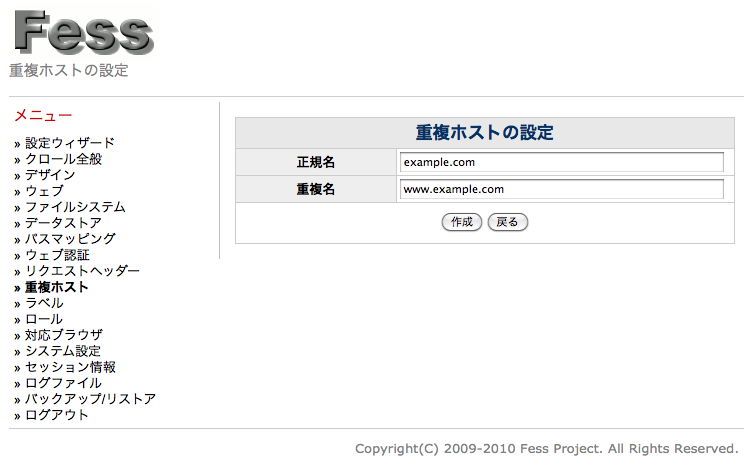 Fess
重複ホストの設定
メニュー
» 設定ウィザード
» クロール全般
» デザイン
» ウェブ
» ファイルシステム
» データストア
» パスマッピング
» ウェブ認証
» リクエストヘッダー
» 重複ホスト
» ラベル
» ロール
» 対応ブラウザ
» システム設定
» セッション情報
» ログファイル
» バックアップ/リストア
» ログアウト
重複ホストの設定
正規名 example.com
重複名 www.example.com
作成 戻る
Copyright(C) 2009-2010 Fess Project. All Rights Reserved.